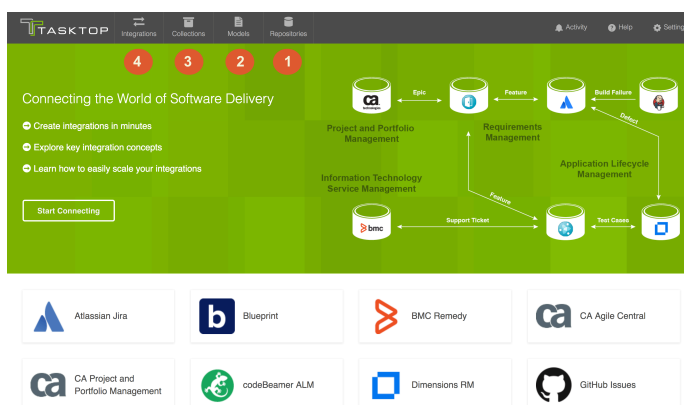 TASKTOP
Integrations
Collections
Models
Repositories
Activity
Help
Setting
4
3
2
1
Connecting the World of Software Delivery
Create integrations in minutes
Explore key integration concepts
Learn how to easily scale your integrations
Start Connecting
ca
technologies
Epic
Feature
Build Failure
Defect
Project and Portfolio
Management
Requirements
Management
Application Lifecycle
Management
Information Technology
Service Management
Feature
bmc
Support Ticket
Test Cases
Atlassian Jira
b
Blueprint
BMC Remedy
ca
CA Agile Central
ca
CA Project and
Portfolio Management
codeBeamer ALM
Dimensions RM
GitHub Issues